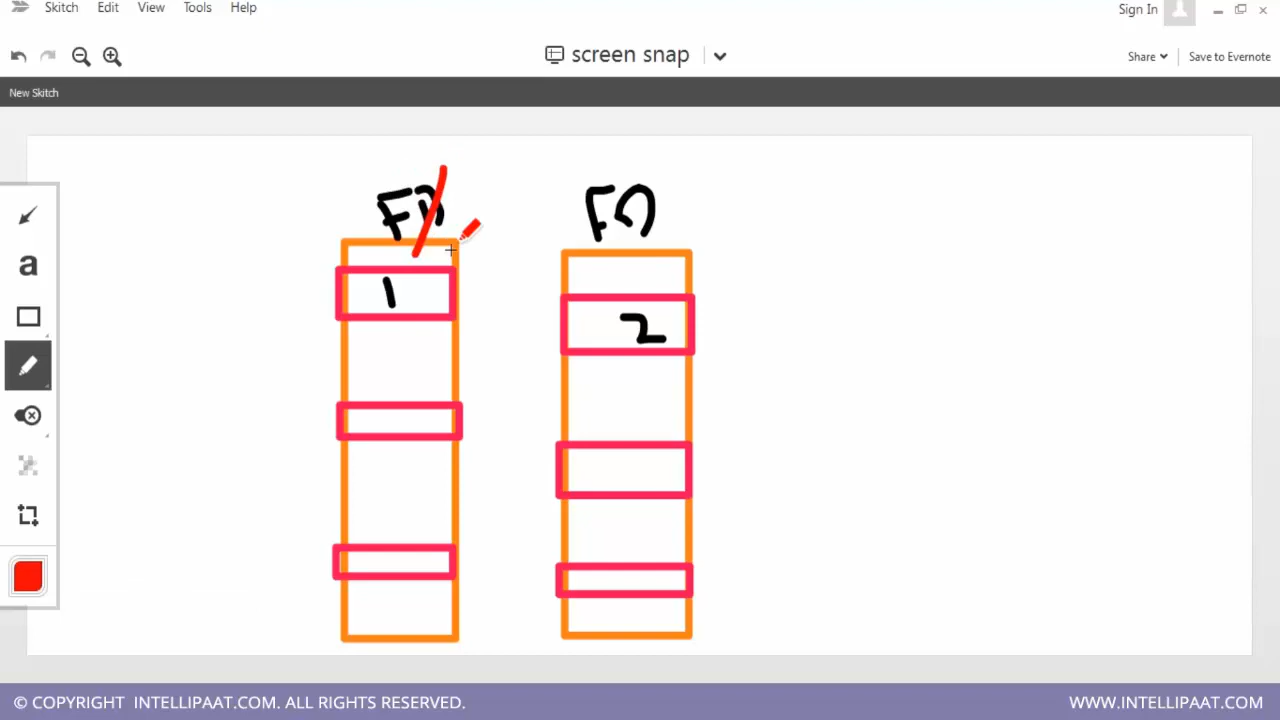 Skitch Edit View Tools Help Sign In
screen snap
Share Save to Evernote
New Skitch
a
1
2
© COPYRIGHT INTELLIPAAT.COM. ALL RIGHTS RESERVED. WWW.INTELLIPAAT.COM